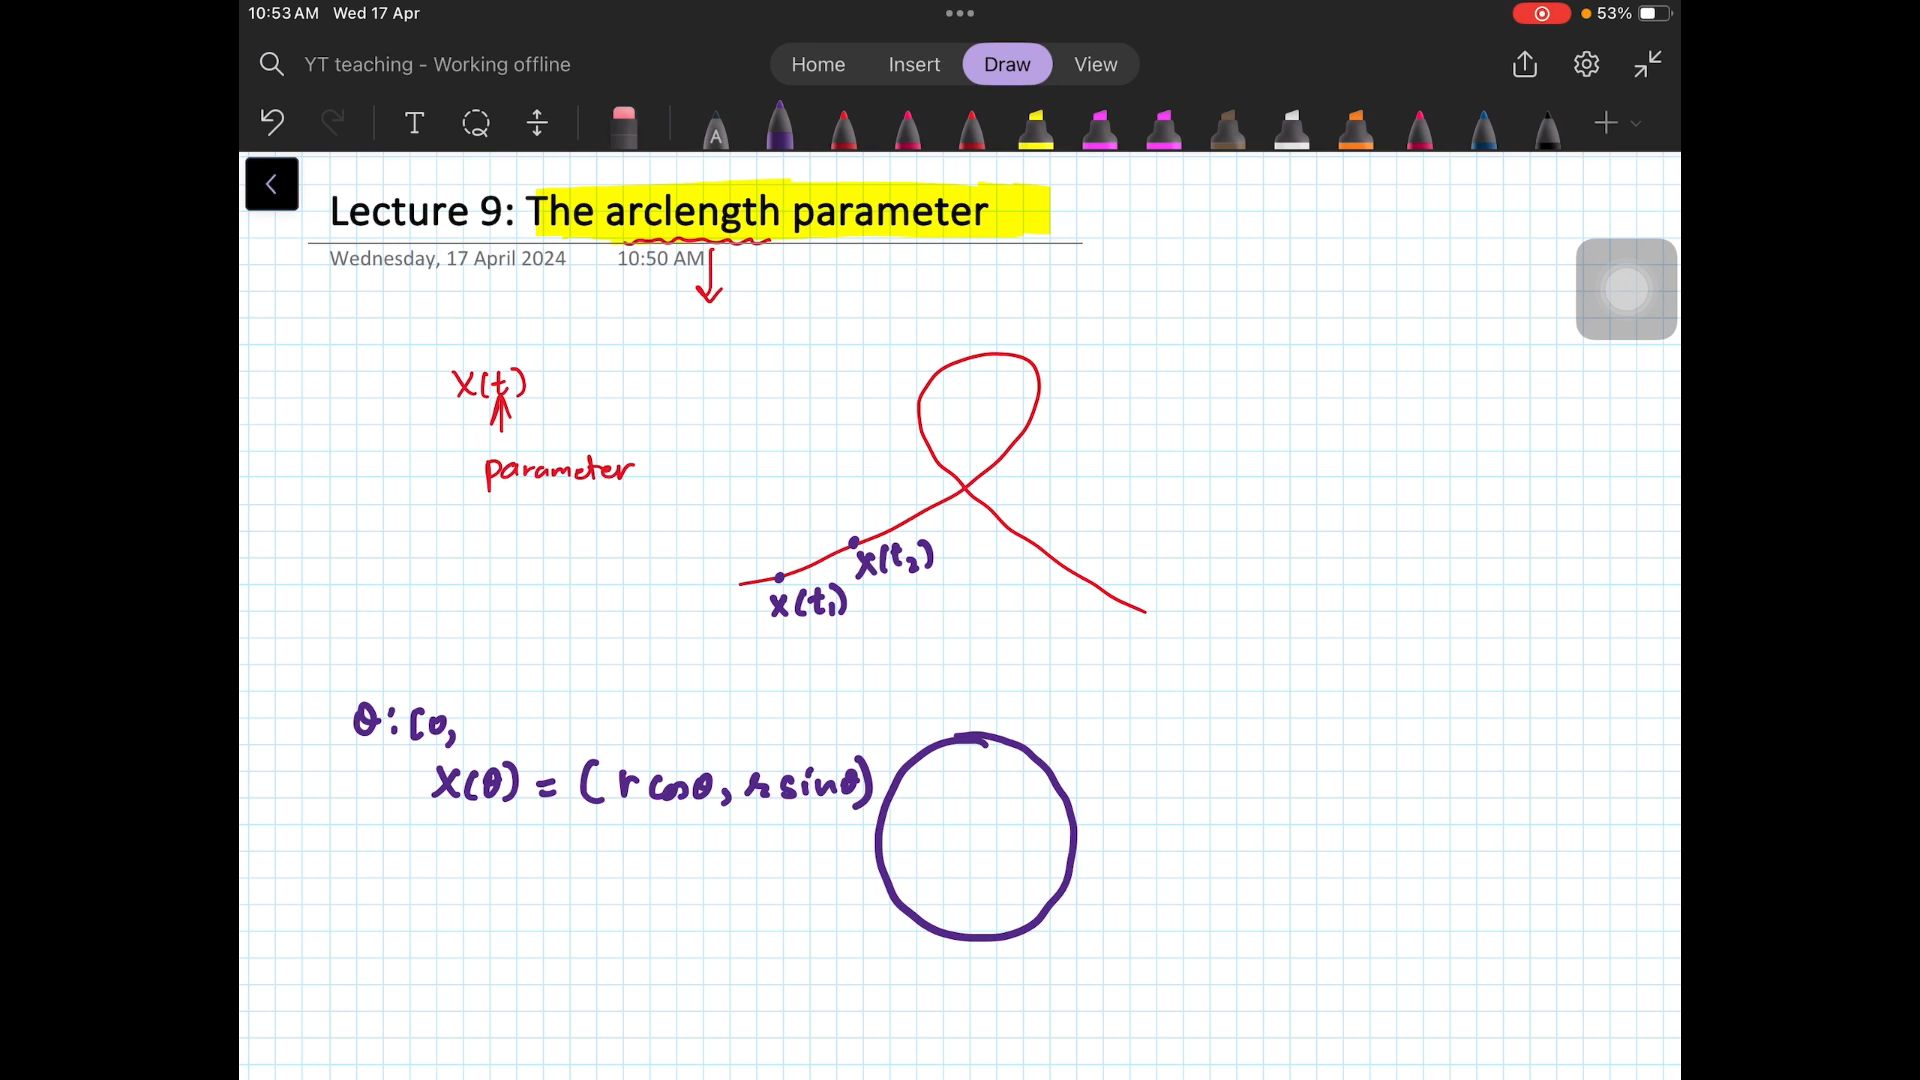 10:53 AM Wed 17 Apr
53%
YT teaching - Working offline
Home Insert Draw View
T
A
Lecture 9: The arclength parameter
Wednesday, 17 April 2024 10:50 AM
X(t)
parameter
X(t₂)
X(t₁)
θ: [0,
X(θ) = (r cosθ, r sinθ)